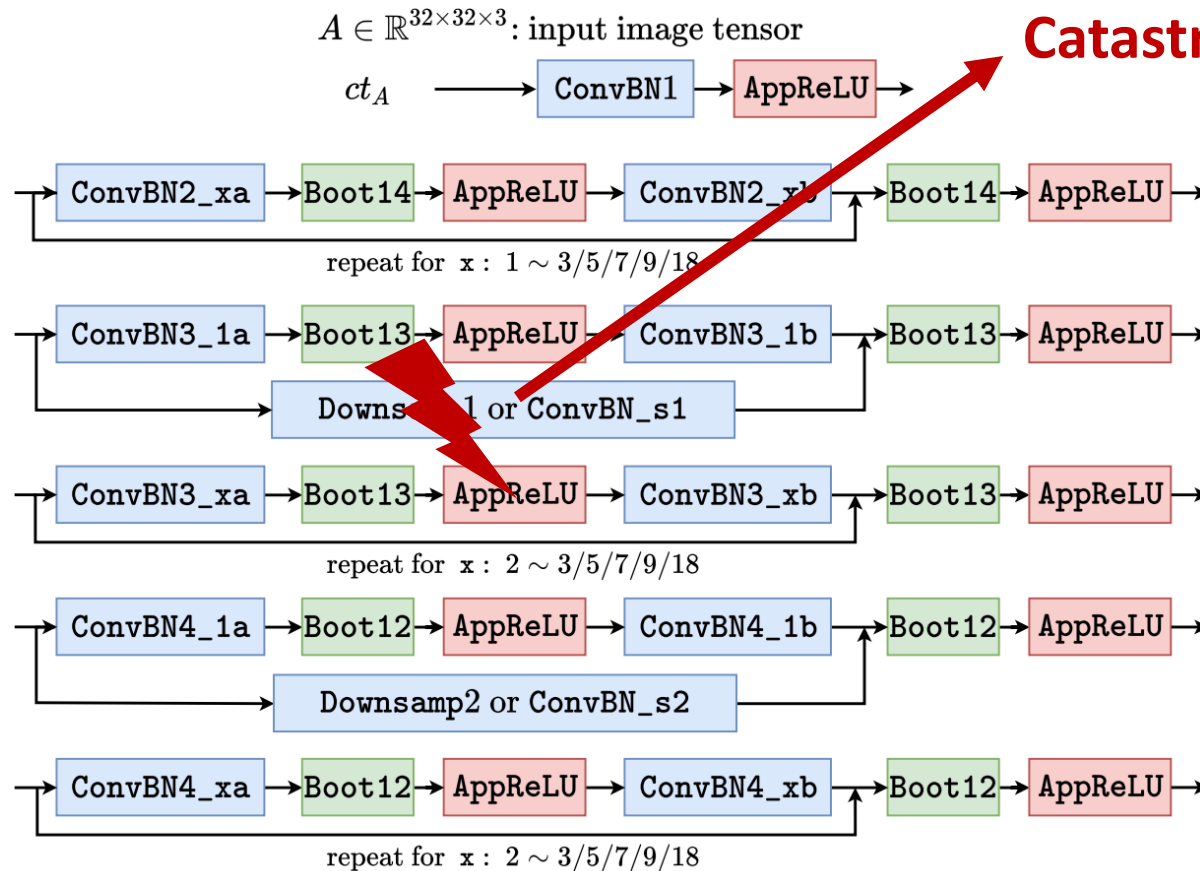 A ∈ ℝ^{32×32×3}: input image tensor
Catastr
ct_A ConvBN1 AppReLU
ConvBN2_xa Boot14 AppReLU ConvBN2_xb Boot14 AppReLU
repeat for x : 1 ~ 3/5/7/9/18
ConvBN3_1a Boot13 AppReLU ConvBN3_1b Boot13 AppReLU
Downs 1 or ConvBN_s1
ConvBN3_xa Boot13 AppReLU ConvBN3_xb Boot13 AppReLU
repeat for x : 2 ~ 3/5/7/9/18
ConvBN4_1a Boot12 AppReLU ConvBN4_1b Boot12 AppReLU
Downsamp2 or ConvBN_s2
ConvBN4_xa Boot12 AppReLU ConvBN4_xb Boot12 AppReLU
repeat for x : 2 ~ 3/5/7/9/18